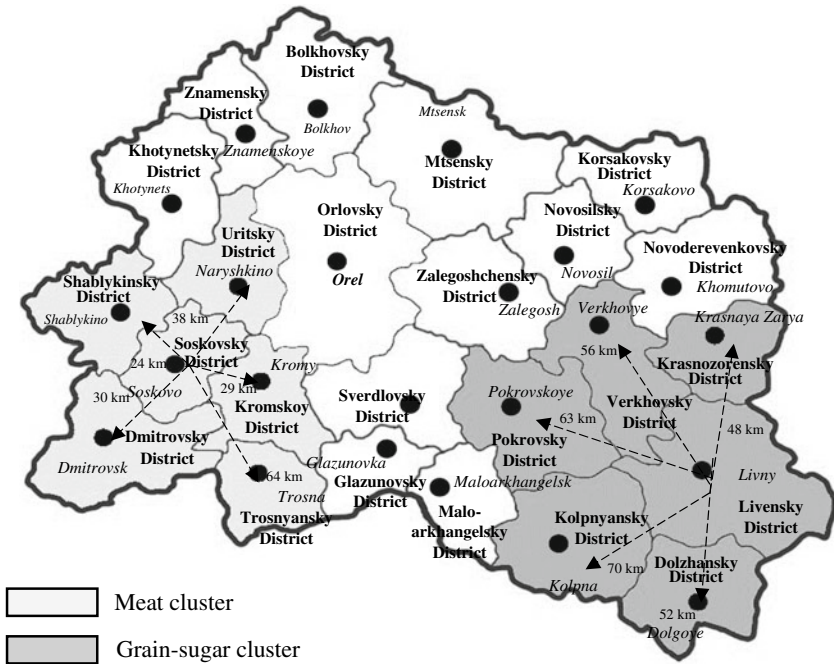 Bolkhovsky
District
Bolkhov
Znamensky
District
Znamenskoye
Mtsensk
Mtsensky
District
Khotynetsky
District
Khotynets
Korsakovsky
District
Korsakovo
Uritsky
District
Naryshkino
Orlovsky
District
Orel
Novosilsky
District
Novosil
Novoderevenkovsky
District
Khomutovo
Zalegoshchensky
District
Zalegosh
Shablykinsky
District
Shablykino
38 km
Verkhovye
56 km
Krasnaya Zarya
Krasnozorensky
District
Soskovsky
District
24 km
Soskovo
29 km
30 km
Kromy
Kromskoy
District
Sverdlovsky
District
Pokrovskoye
63 km
Pokrovsky
District
Verkhovsky
District
48 km
Dmitrovsky
District
Dmitrovsk
64 km
Trosna
Trosnyansky
District
Glazunovka
Glazunovsky
District
Maloarkhangelsk
Malo-
arkhangelsky
District
Livny
Livensky
District
Kolpnyansky
District
70 km
Kolpna
Dolzhansky
District
52 km
Dolgoye
Meat cluster
Grain-sugar cluster